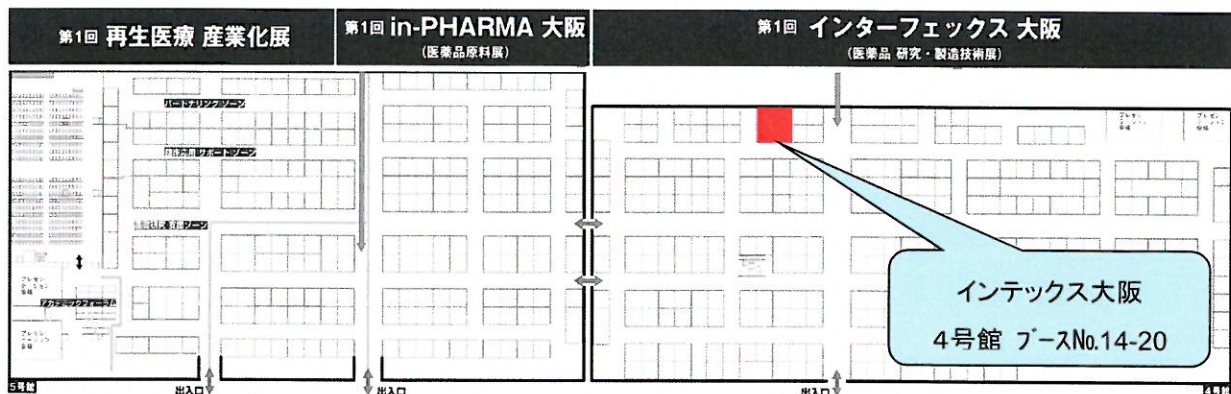 第1回 再生医療 産業化展
第1回 in-PHARMA 大阪
(医薬品原料展)
第1回 インターフェックス 大阪
(医薬品 研究・製造技術展)
パートナリング ゾーン
アカデミックフォーラム
インテックス大阪
4号館 ブースNo.14-20
5号館
出入口
出入口
出入口
4号館